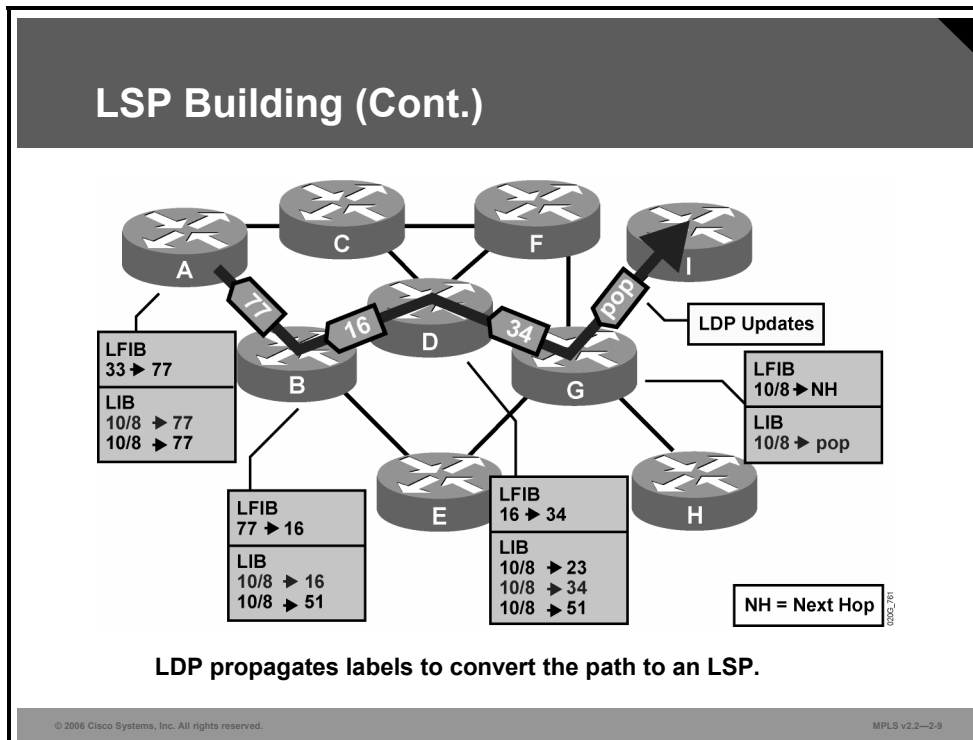 LSP Building (Cont.)
A
C
F
I
77
16
34
pop
B
D
G
E
H
LDP Updates
LFIB
33 → 77
LIB
10/8 → 77
10/8 → 77
LFIB
77 → 16
LIB
10/8 → 16
10/8 → 51
LFIB
16 → 34
LIB
10/8 → 23
10/8 → 34
10/8 → 51
LFIB
10/8 → NH
LIB
10/8 → pop
NH = Next Hop
020G_761
LDP propagates labels to convert the path to an LSP.
© 2006 Cisco Systems, Inc. All rights reserved.
MPLS v2.2—2-9